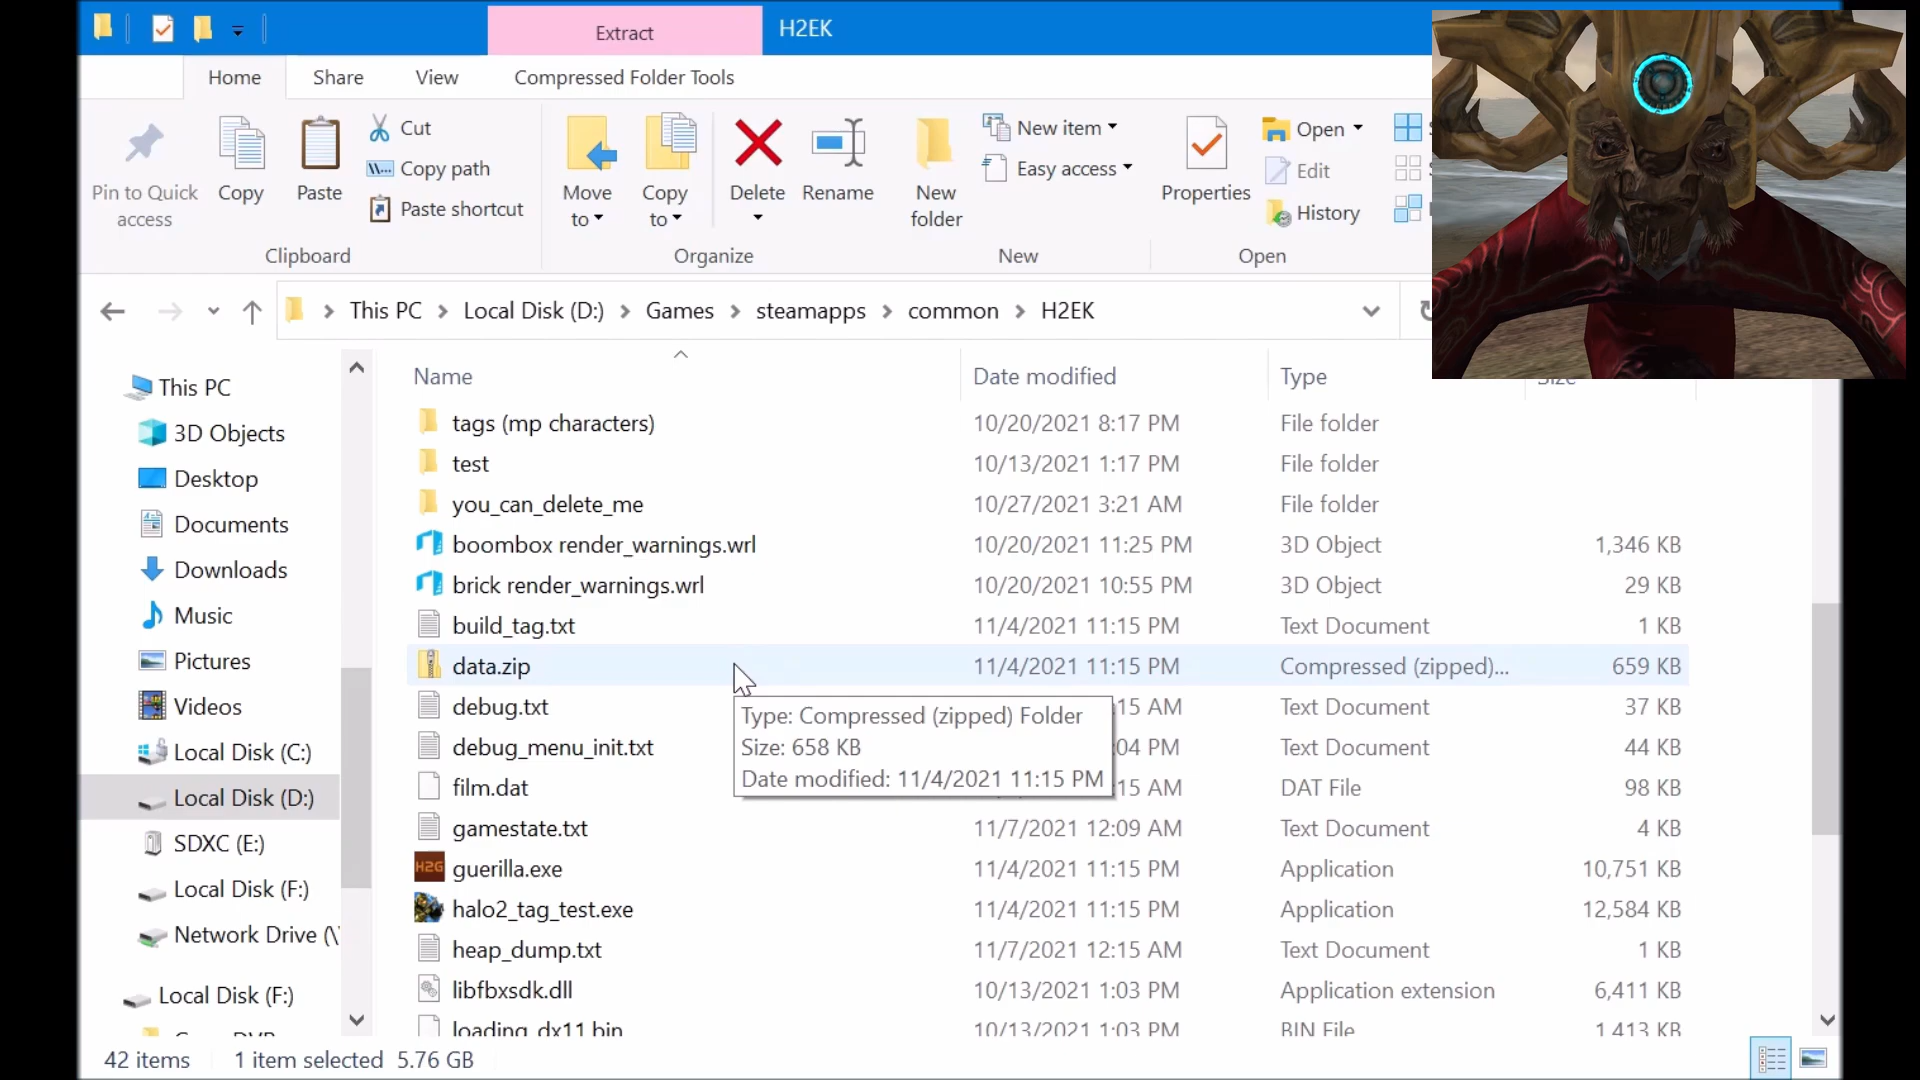 Extract
H2EK
Home
Share
View
Compressed Folder Tools
Pin to Quick access
Copy
Paste
Cut
Copy path
Paste shortcut
Clipboard
Move to
Copy to
Delete
Rename
Organize
New folder
New item
Easy access
New
Properties
Open
Edit
History
Open
This PC
Local Disk (D:)
Games
steamapps
common
H2EK
This PC
3D Objects
Desktop
Documents
Downloads
Music
Pictures
Videos
Local Disk (C:)
Local Disk (D:)
SDXC (E:)
Local Disk (F:)
Network Drive (\
Local Disk (F:)
Name Date modified Type Size
tags (mp characters) 10/20/2021 8:17 PM File folder
test 10/13/2021 1:17 PM File folder
you_can_delete_me 10/27/2021 3:21 AM File folder
boombox render_warnings.wrl 10/20/2021 11:25 PM 3D Object 1,346 KB
brick render_warnings.wrl 10/20/2021 10:55 PM 3D Object 29 KB
build_tag.txt 11/4/2021 11:15 PM Text Document 1 KB
data.zip 11/4/2021 11:15 PM Compressed (zipped)... 659 KB
debug.txt :15 AM Text Document 37 KB
debug_menu_init.txt :04 PM Text Document 44 KB
film.dat :15 AM DAT File 98 KB
Type: Compressed (zipped) Folder
Size: 658 KB
Date modified: 11/4/2021 11:15 PM
gamestate.txt 11/7/2021 12:09 AM Text Document 4 KB
H2G guerilla.exe 11/4/2021 11:15 PM Application 10,751 KB
halo2_tag_test.exe 11/4/2021 11:15 PM Application 12,584 KB
heap_dump.txt 11/7/2021 12:15 AM Text Document 1 KB
libfbxsdk.dll 10/13/2021 1:03 PM Application extension 6,411 KB
loading_dx11.bin 10/13/2021 1:03 PM BIN File 1,413 KB
42 items
1 item selected 5.76 GB